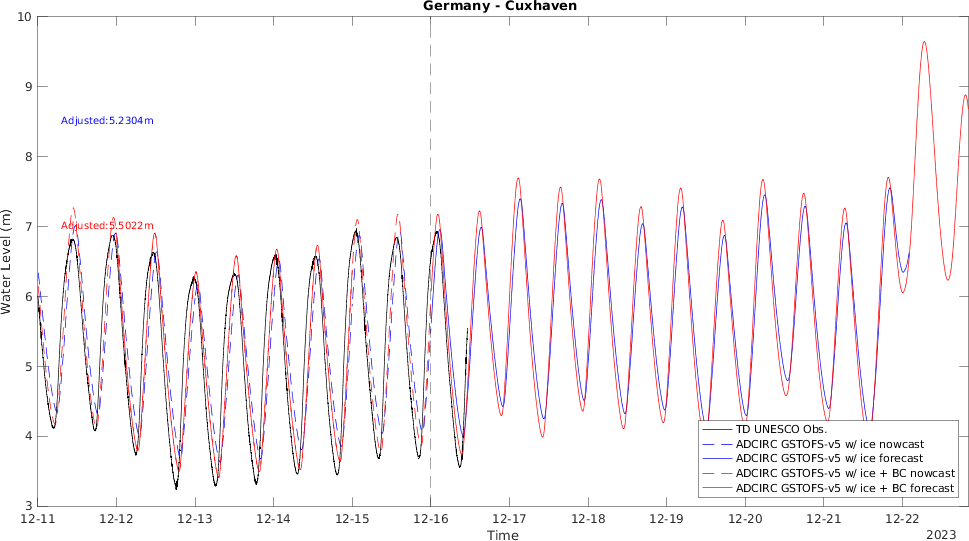 Germany - Cuxhaven
10
9
8
7
6
5
4
3
Water Level (m)
Adjusted:5.2304m
Adjusted:5.5022m
TD UNESCO Obs.
ADCIRC GSTOFS-v5 w/ ice nowcast
ADCIRC GSTOFS-v5 w/ ice forecast
ADCIRC GSTOFS-v5 w/ ice + BC nowcast
ADCIRC GSTOFS-v5 w/ ice + BC forecast
12-11 12-12 12-13 12-14 12-15 12-16 12-17 12-18 12-19 12-20 12-21 12-22
Time
2023